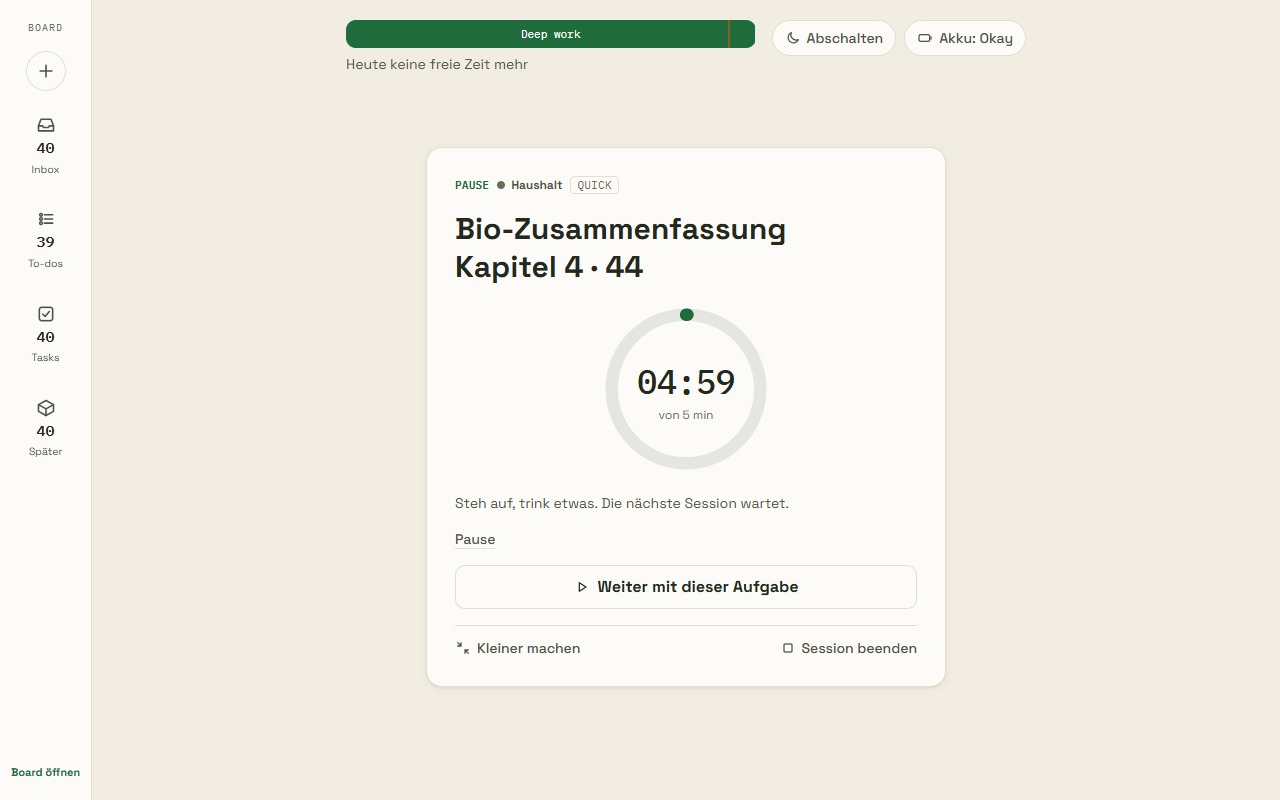 BOARD
40
Inbox
39
To-dos
40
Tasks
40
Später
Board öffnen
Deep work
Heute keine freie Zeit mehr
Abschalten
Akku: Okay
PAUSE Haushalt QUICK
Bio-Zusammenfassung
Kapitel 4 · 44
04:59
von 5 min
Steh auf, trink etwas. Die nächste Session wartet.
Pause
Weiter mit dieser Aufgabe
Kleiner machen
Session beenden